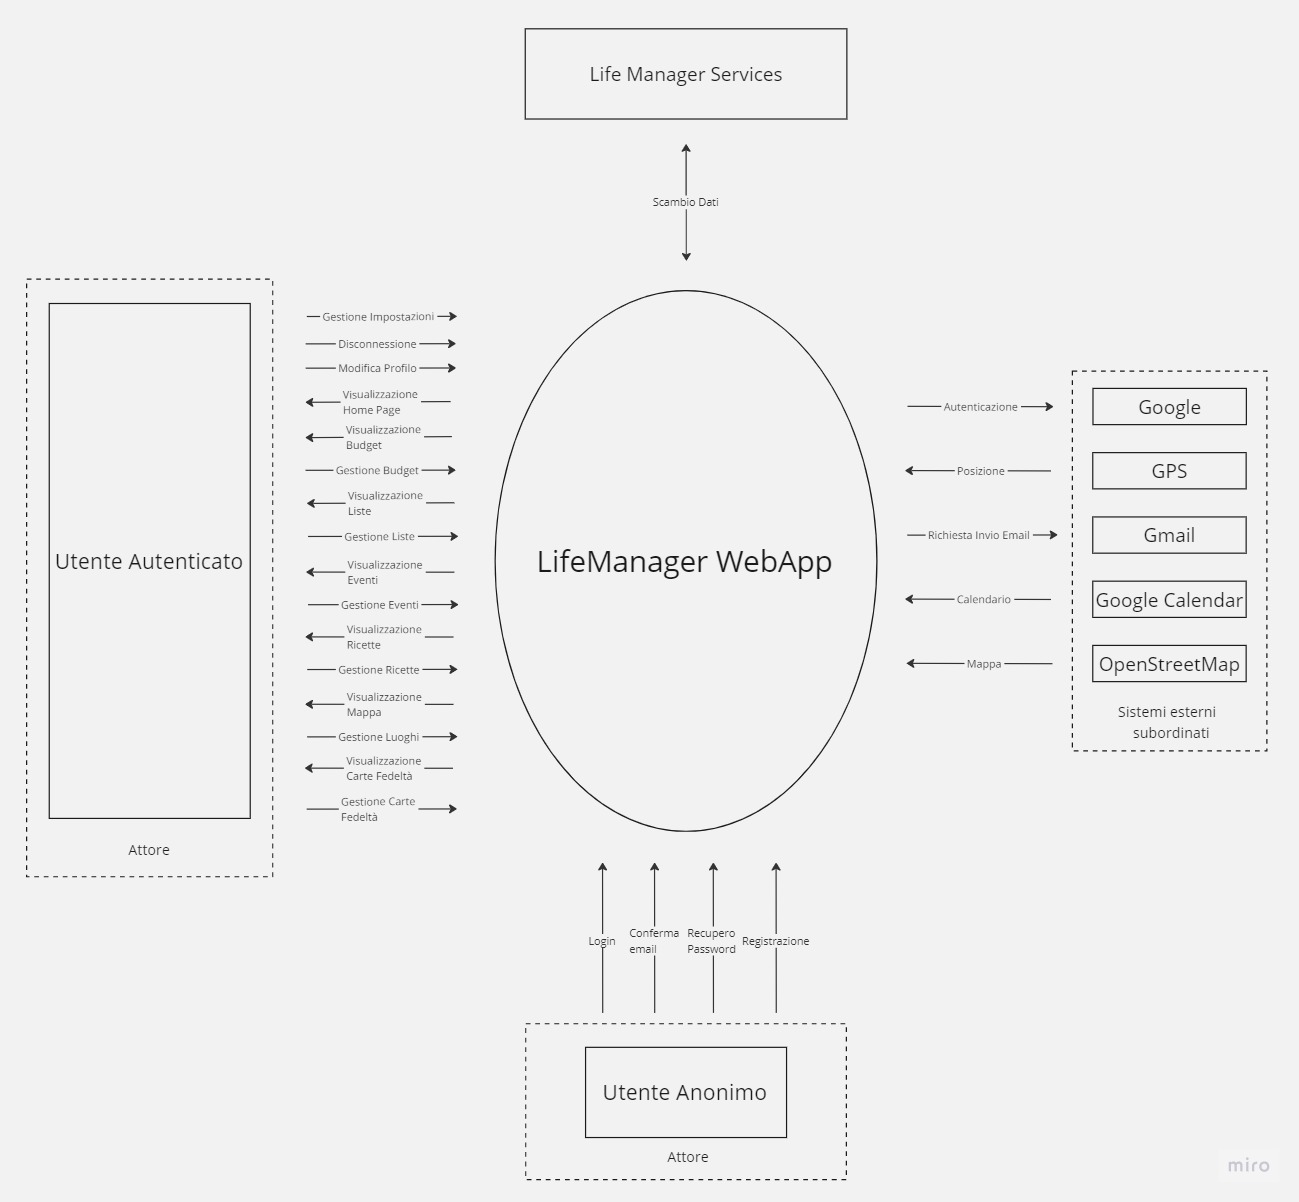 Life Manager Services
Scambio Dati
Gestione Impostazioni
Disconnessione
Modifica Profilo
Visualizzazione
Home Page
Visualizzazione
Budget
Gestione Budget
Visualizzazione
Liste
Gestione Liste
Visualizzazione
Eventi
Gestione Eventi
Visualizzazione
Ricette
Gestione Ricette
Visualizzazione
Mappa
Gestione Luoghi
Visualizzazione
Carte Fedeltà
Gestione Carte
Fedeltà
Utente Autenticato
Attore
LifeManager WebApp
Autenticazione
Posizione
Richiesta Invio Email
Calendario
Mappa
Google
GPS
Gmail
Google Calendar
OpenStreetMap
Sistemi esterni
subordinati
Login
Conferma
email
Recupero
Password
Registrazione
Utente Anonimo
Attore
miro